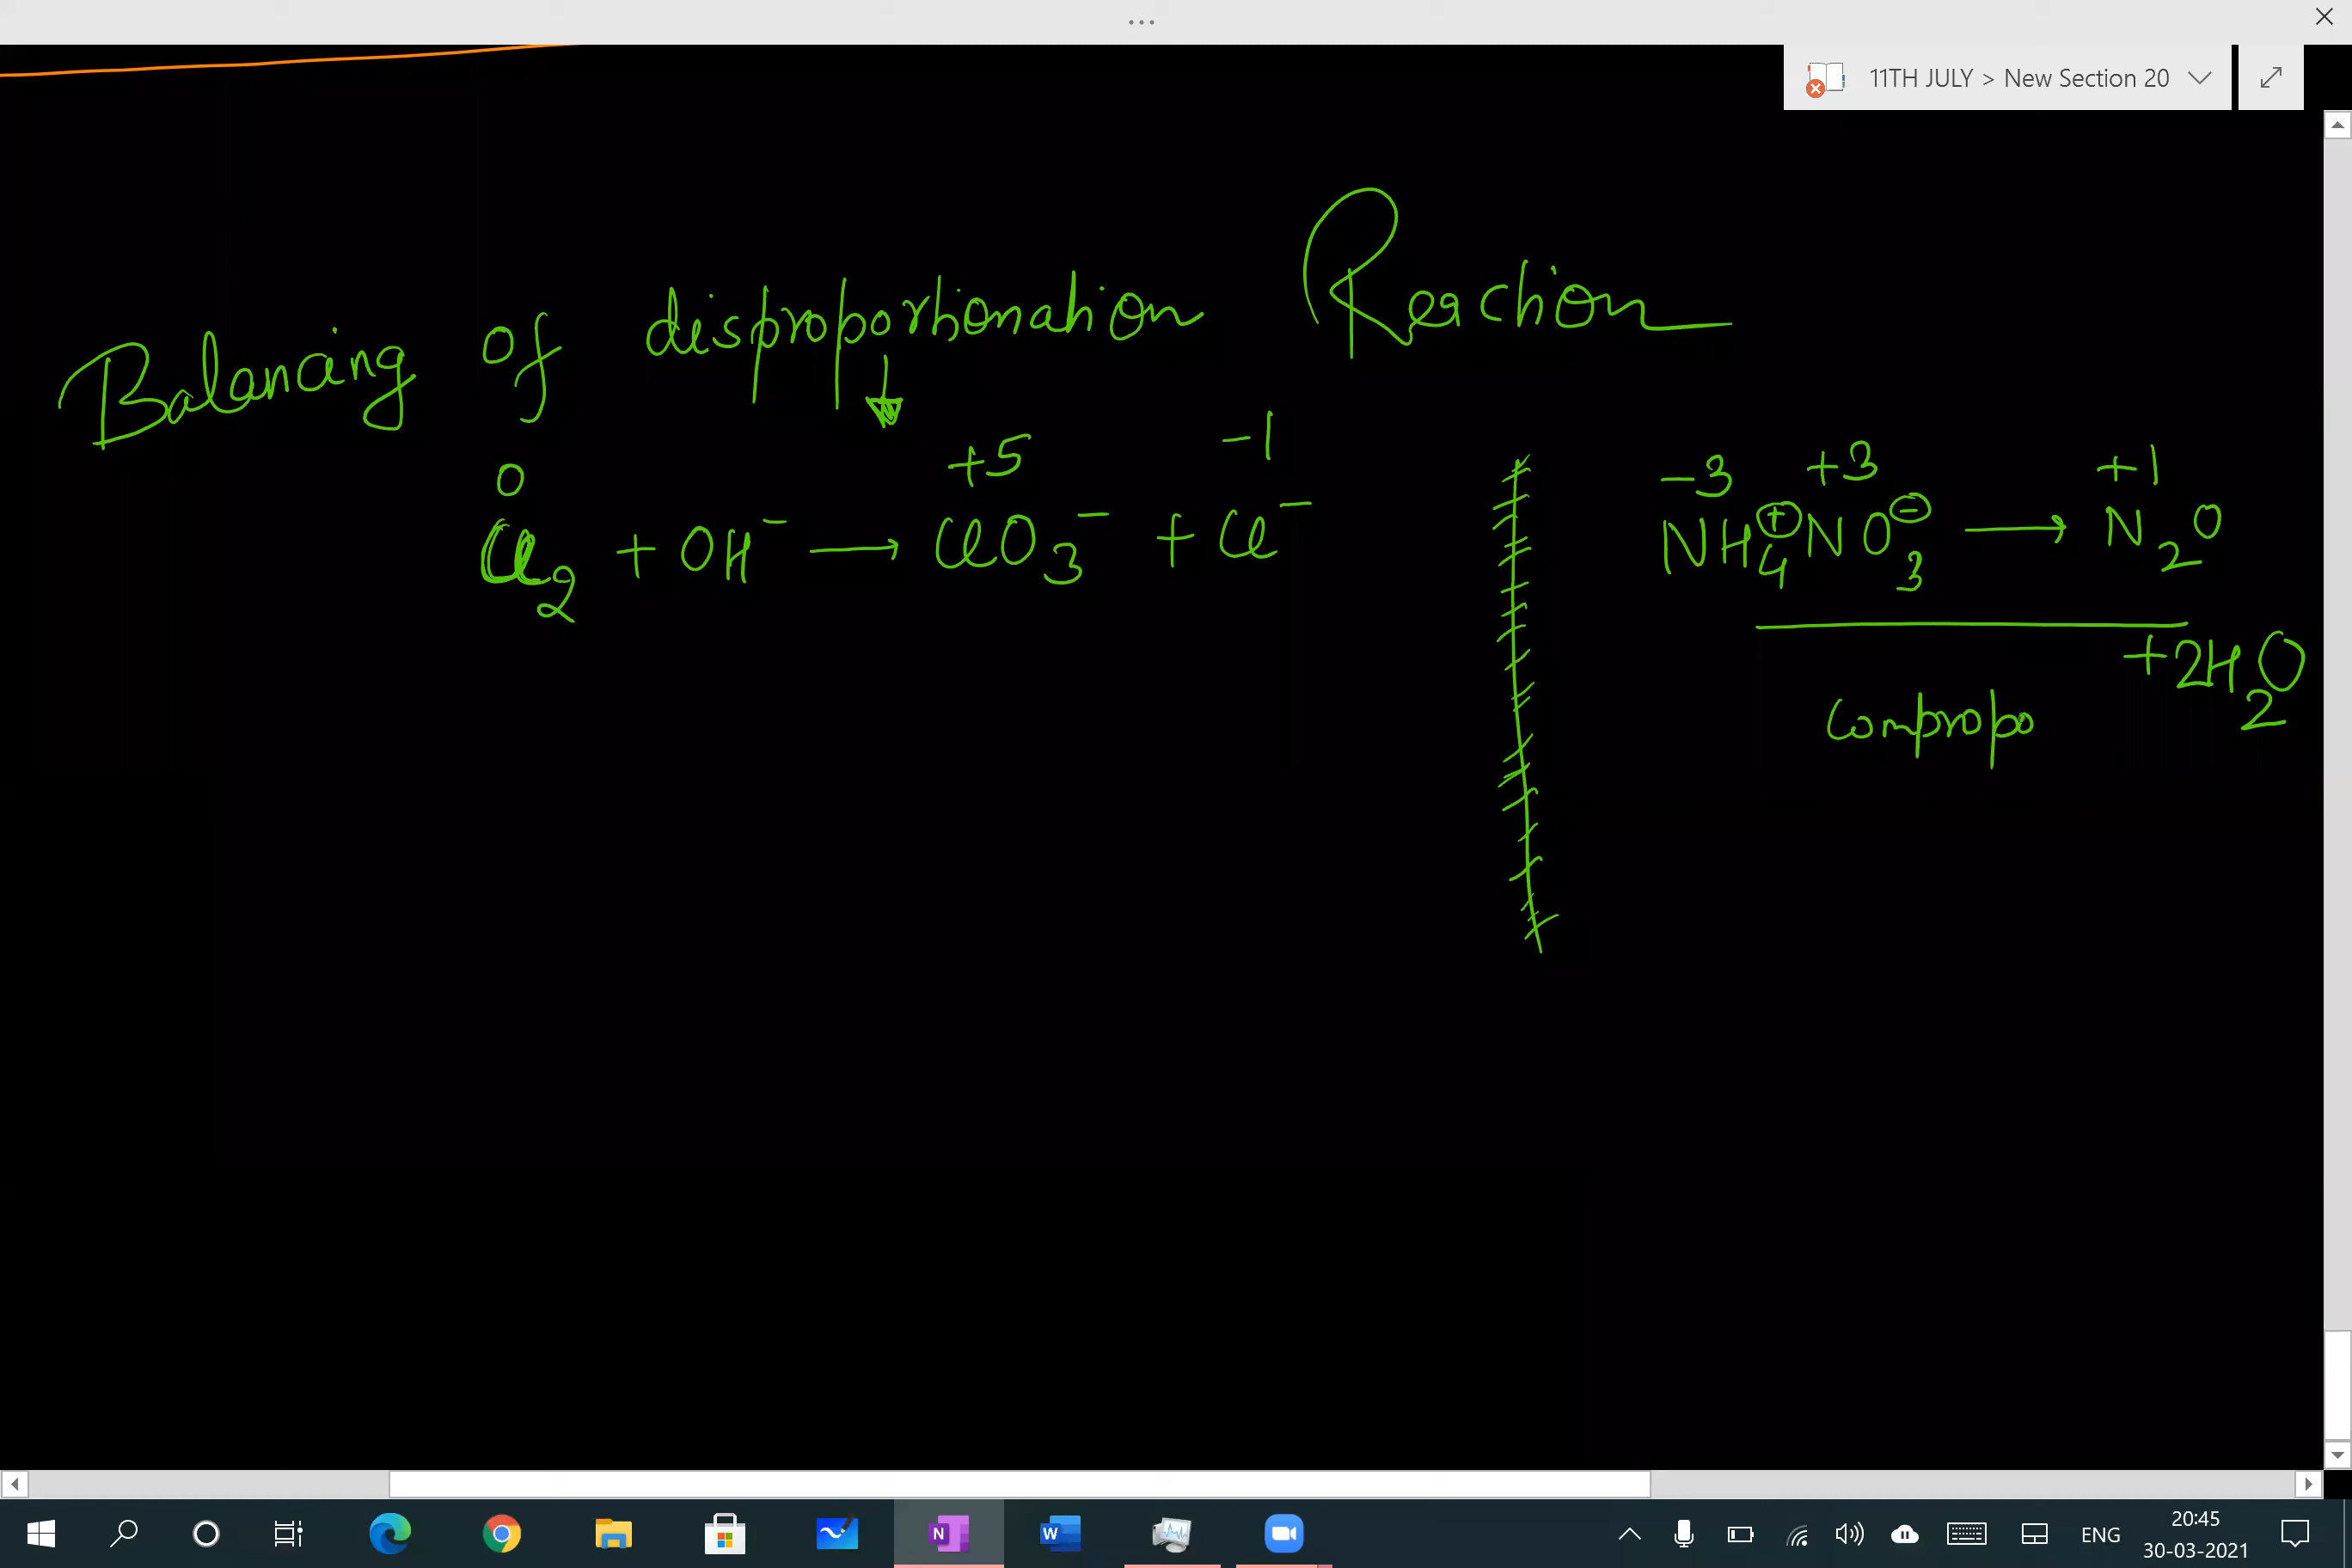 11TH JULY > New Section 20
Balancing of disproportionation Reaction
0 +5 -1
Cl₂ + OH⁻ → ClO₃⁻ + Cl⁻
-3 +3 +1
NH₄⊕NO₃⊖ → N₂O
+2H₂O
Compropo
ENG
20:45
30-03-2021